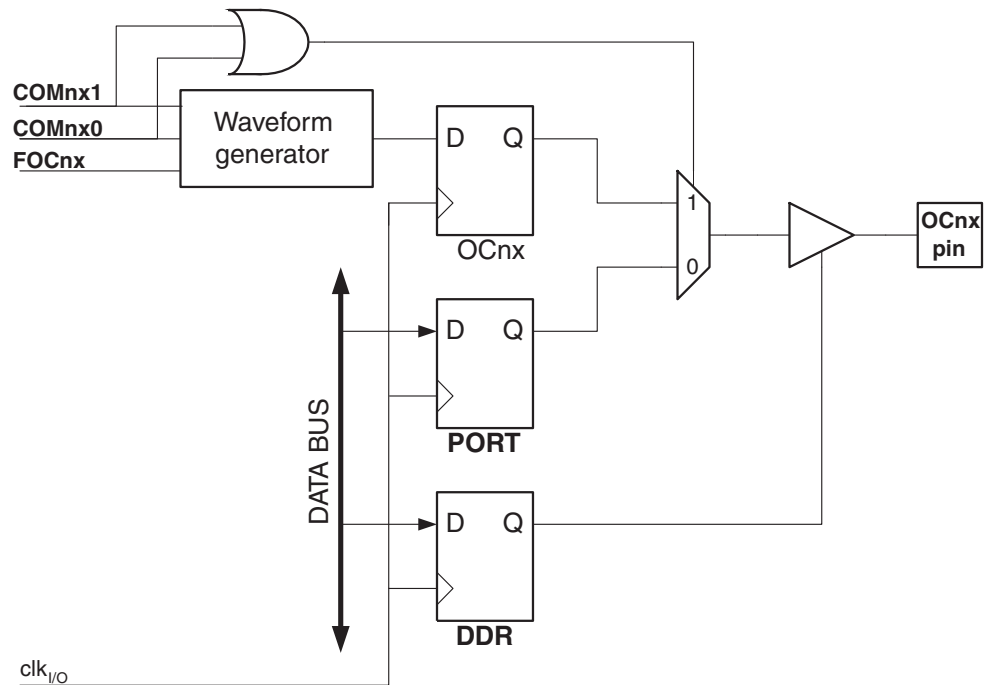 COMnx1
COMnx0
FOCnx
Waveform
generator
D Q
OCnx
1
0
OCnx
pin
D Q
PORT
DATA BUS
D Q
DDR
clkI/O